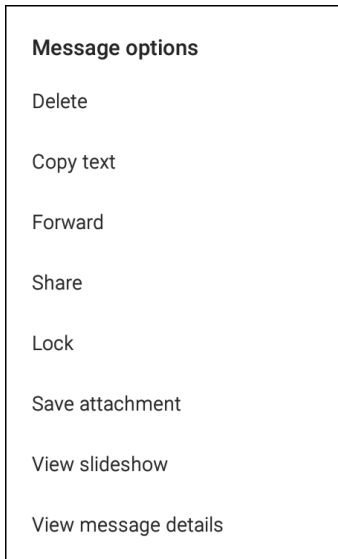 Message options
Delete
Copy text
Forward
Share
Lock
Save attachment
View slideshow
View message details